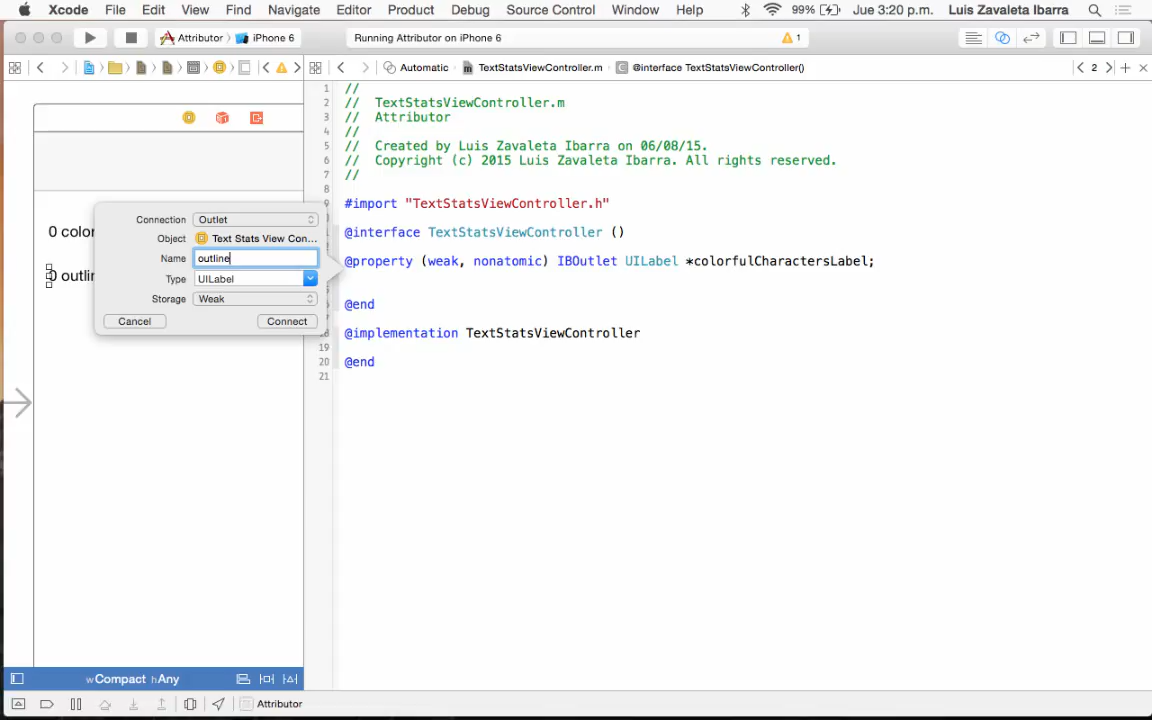 Xcode File Edit View Find Navigate Editor Product Debug Source Control Window Help 99% Jue 3:20 p.m. Luis Zavaleta Ibarra
Attributor iPhone 6 Running Attributor on iPhone 6 1
Automatic TextStatsViewController.m @interface TextStatsViewController() 2
1 //
2 // TextStatsViewController.m
3 // Attributor
4 //
5 // Created by Luis Zavaleta Ibarra on 06/08/15.
6 // Copyright (c) 2015 Luis Zavaleta Ibarra. All rights reserved.
7 //
8
#import "TextStatsViewController.h"
@interface TextStatsViewController ()
@property (weak, nonatomic) IBOutlet UILabel *colorfulCharactersLabel;
@end
@implementation TextStatsViewController
19
20 @end
21
0 color
0 outlin
Connection Outlet
Object Text Stats View Con...
Name outline
Type UILabel
Storage Weak
Cancel Connect
wCompact hAny
Attributor